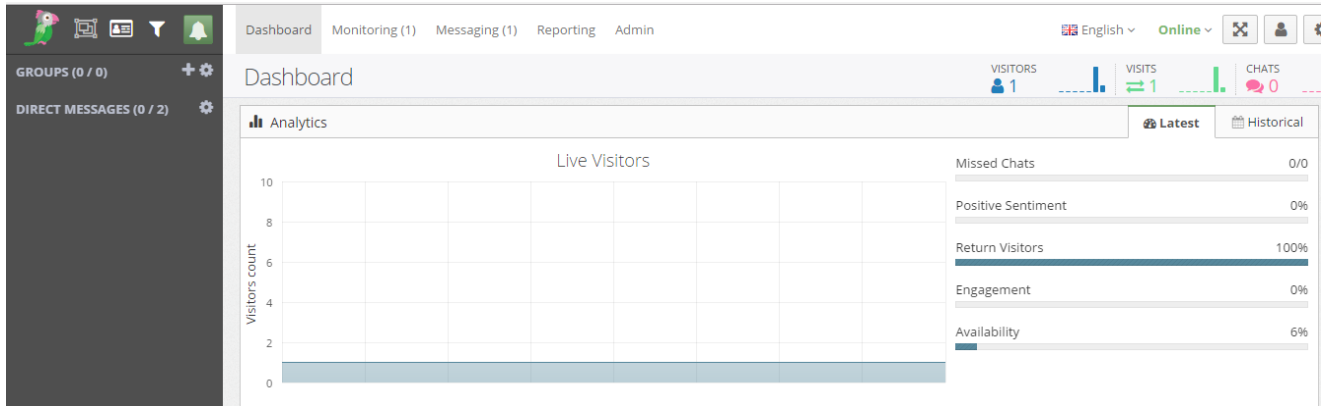 Dashboard Monitoring (1) Messaging (1) Reporting Admin English Online
GROUPS (0 / 0)
DIRECT MESSAGES (0 / 2)
Dashboard
VISITORS
1
VISITS
1
CHATS
0
Analytics
Latest
Historical
Live Visitors
Visitors count
10
8
6
4
2
0
Missed Chats 0/0
Positive Sentiment 0%
Return Visitors 100%
Engagement 0%
Availability 6%